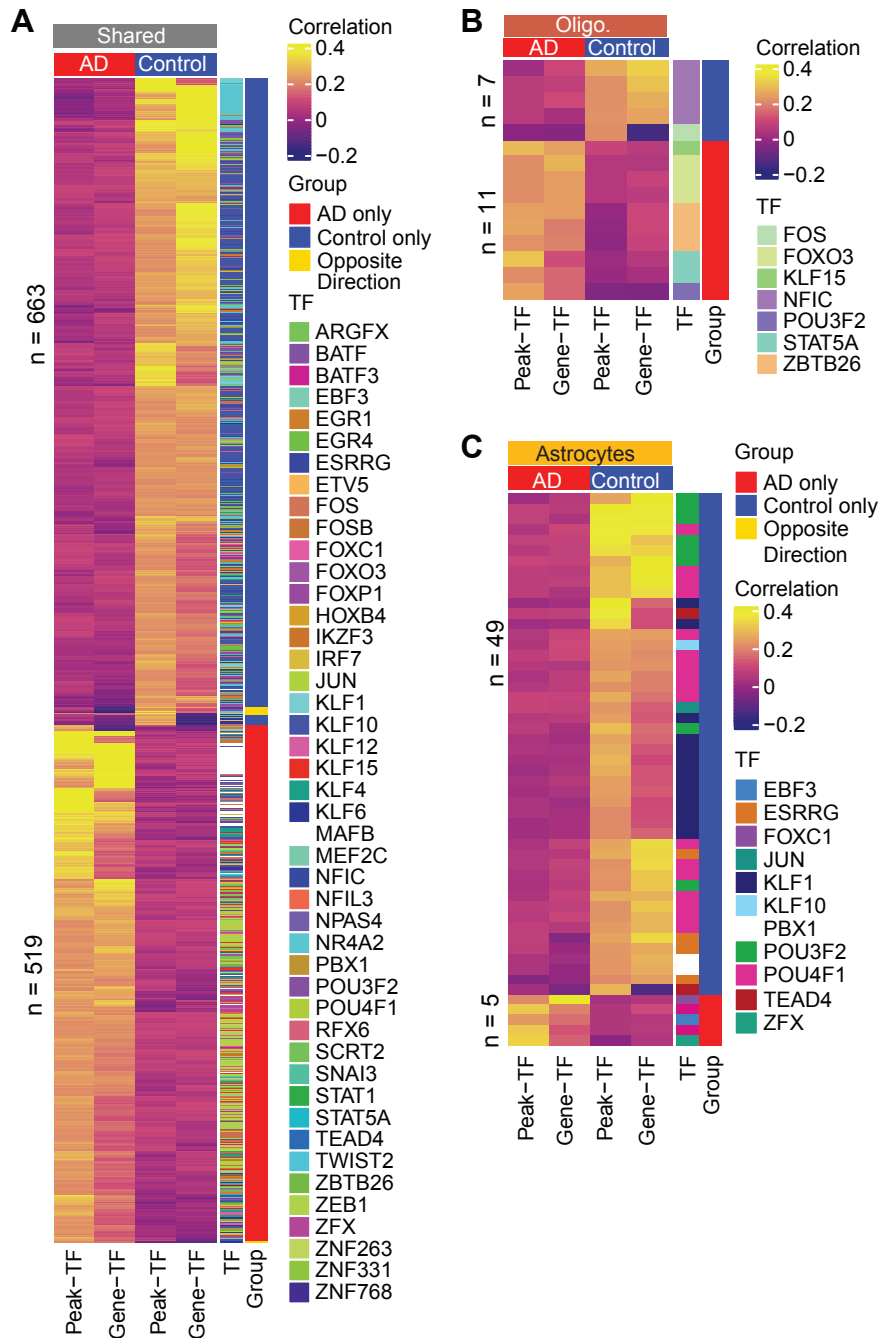 A
Shared
AD Control
n = 663
n = 519
Peak−TF
Gene−TF
Peak−TF
Gene−TF
TF
Group
Correlation
0.4
0.2
0
−0.2
Group
AD only
Control only
Opposite
Direction
TF
ARGFX
BATF
BATF3
EBF3
EGR1
EGR4
ESRRG
ETV5
FOS
FOSB
FOXC1
FOXO3
FOXP1
HOXB4
IKZF3
IRF7
JUN
KLF1
KLF10
KLF12
KLF15
KLF4
KLF6
MAFB
MEF2C
NFIC
NFIL3
NPAS4
NR4A2
PBX1
POU3F2
POU4F1
RFX6
SCRT2
SNAI3
STAT1
STAT5A
TEAD4
TWIST2
ZBTB26
ZEB1
ZFX
ZNF263
ZNF331
ZNF768
B
Oligo.
AD Control
n = 7
n = 11
Peak−TF
Gene−TF
Peak−TF
Gene−TF
TF
Group
Correlation
0.4
0.2
0
−0.2
TF
FOS
FOXO3
KLF15
NFIC
POU3F2
STAT5A
ZBTB26
C
Astrocytes
AD Control
n = 49
n = 5
Peak−TF
Gene−TF
Peak−TF
Gene−TF
TF
Group
Group
AD only
Control only
Opposite
Direction
Correlation
0.4
0.2
0
−0.2
TF
EBF3
ESRRG
FOXC1
JUN
KLF1
KLF10
PBX1
POU3F2
POU4F1
TEAD4
ZFX